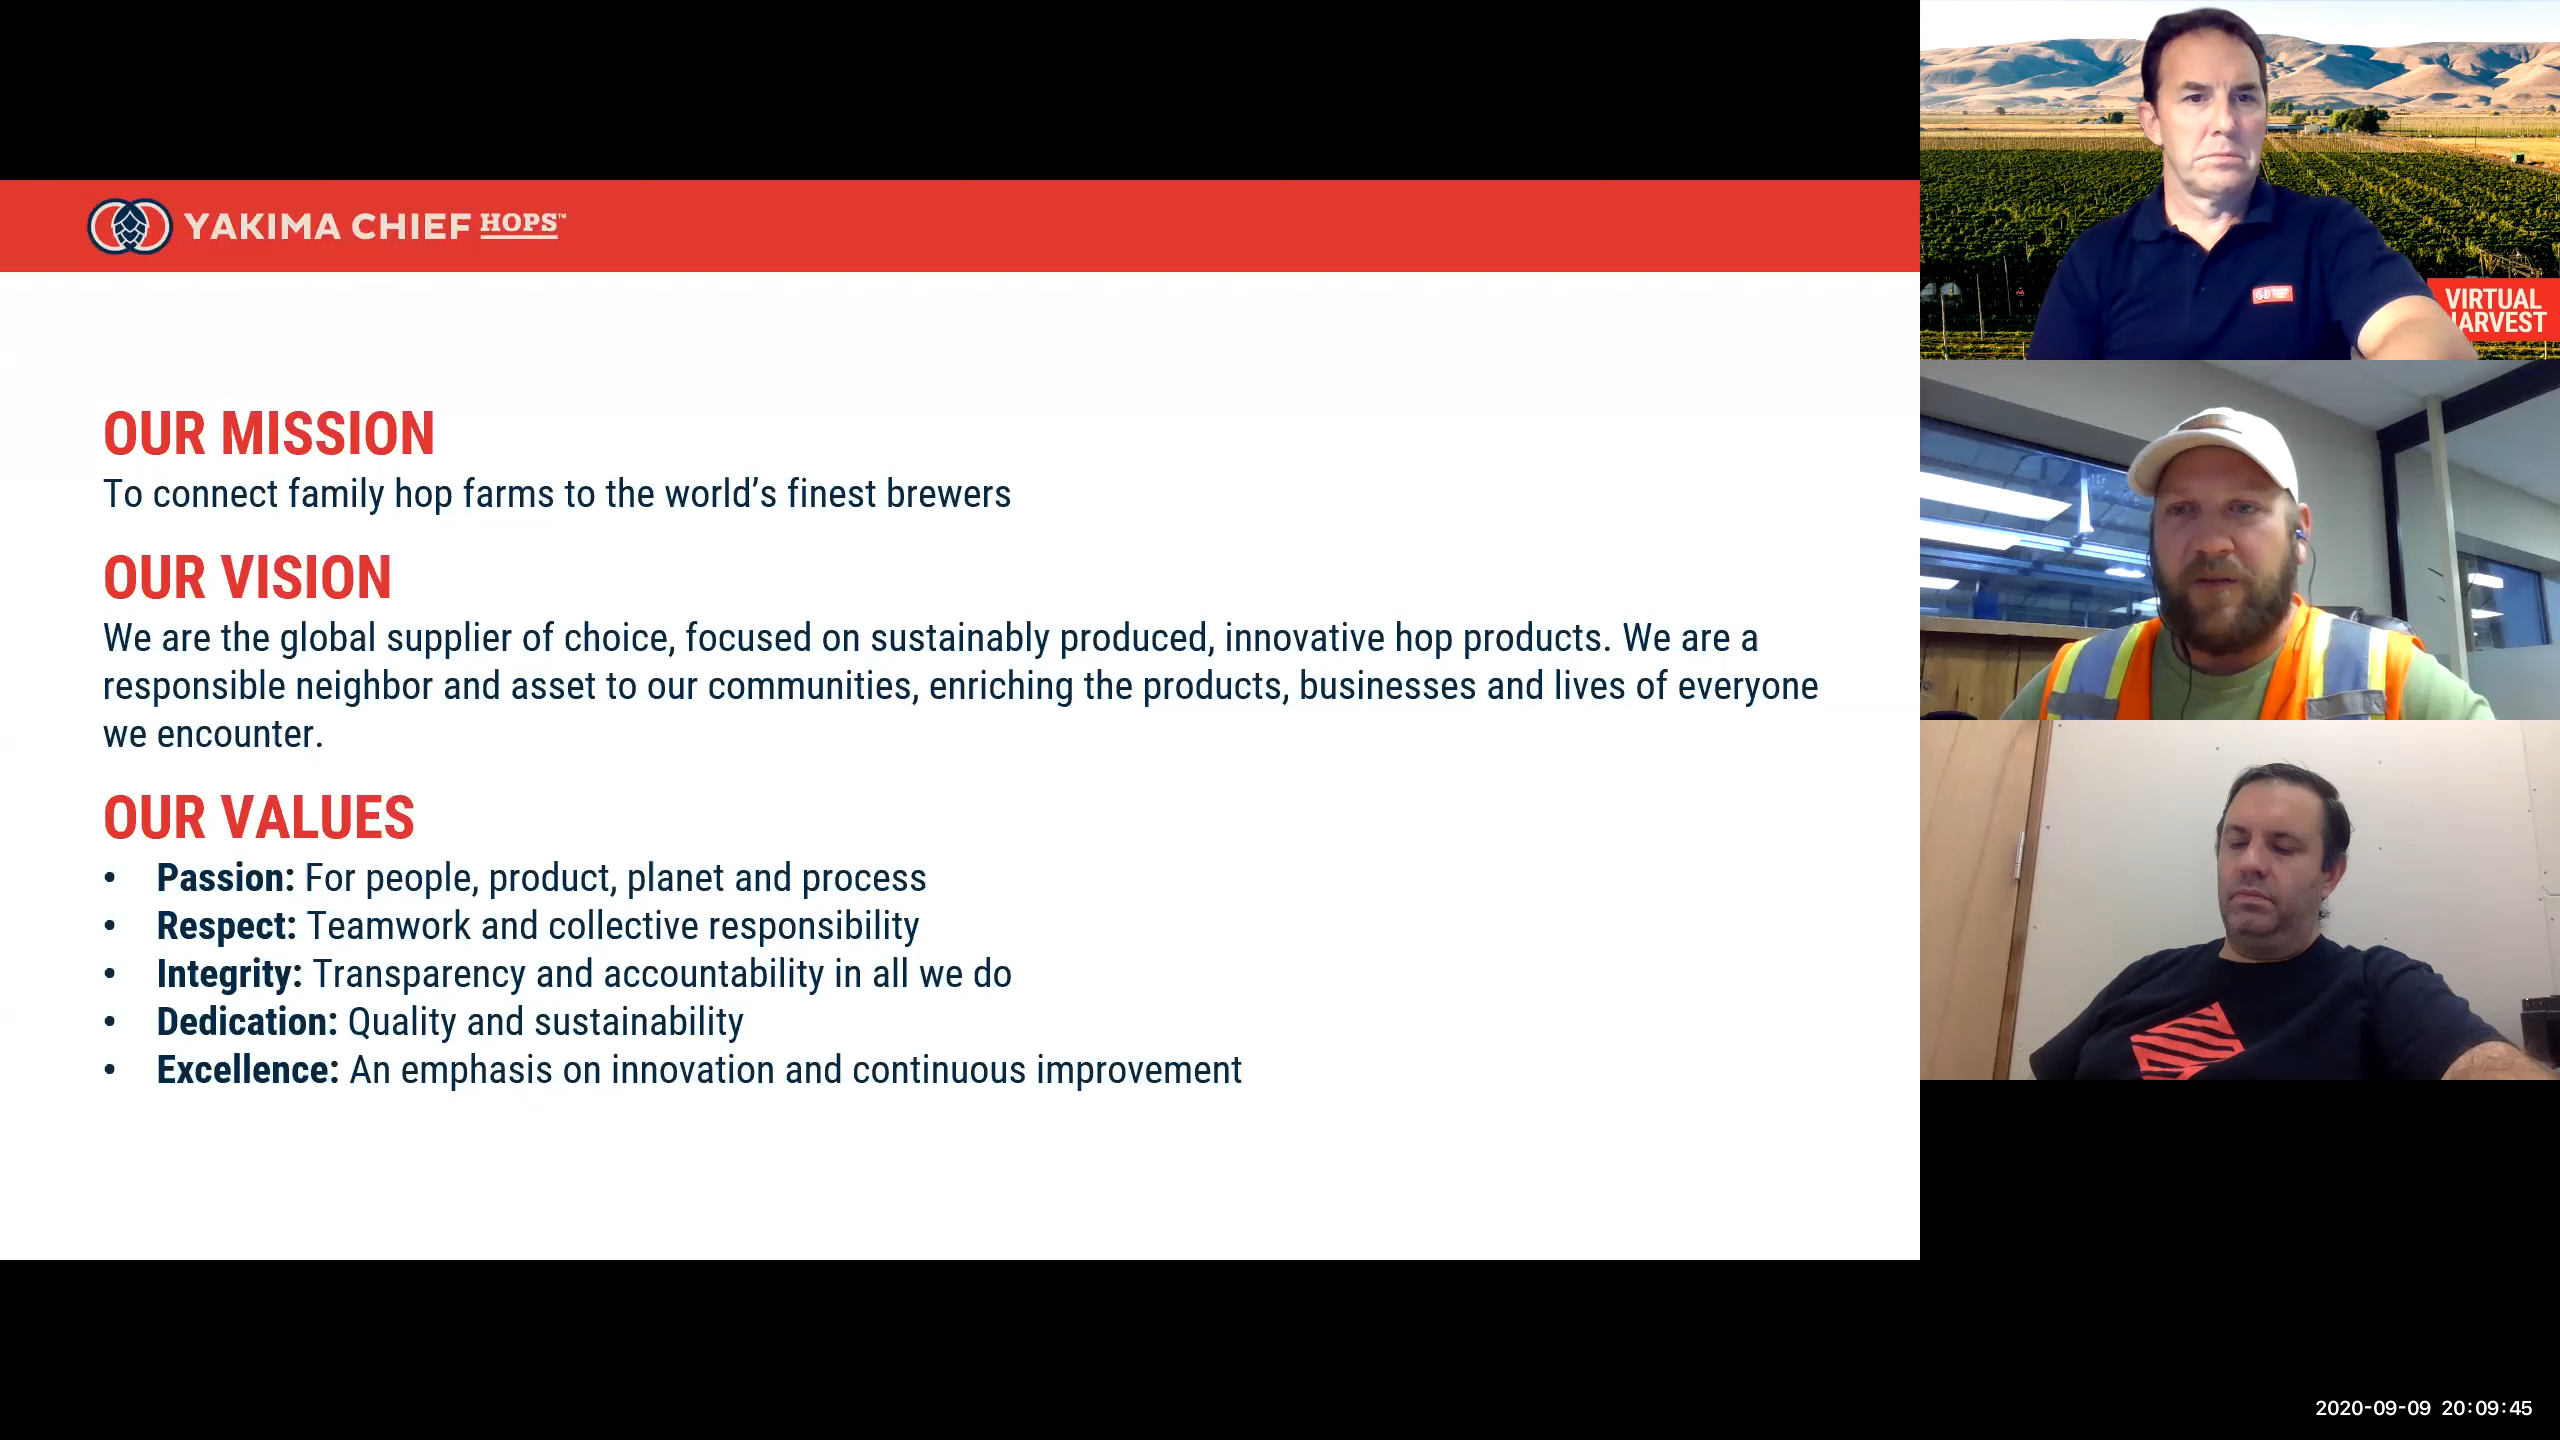 YAKIMA CHIEF HOPS™
OUR MISSION
To connect family hop farms to the world’s finest brewers
OUR VISION
We are the global supplier of choice, focused on sustainably produced, innovative hop products. We are a
responsible neighbor and asset to our communities, enriching the products, businesses and lives of everyone
we encounter.
OUR VALUES
• Passion: For people, product, planet and process
• Respect: Teamwork and collective responsibility
• Integrity: Transparency and accountability in all we do
• Dedication: Quality and sustainability
• Excellence: An emphasis on innovation and continuous improvement
VIRTUAL
ARVEST
2020-09-09 20:09:45